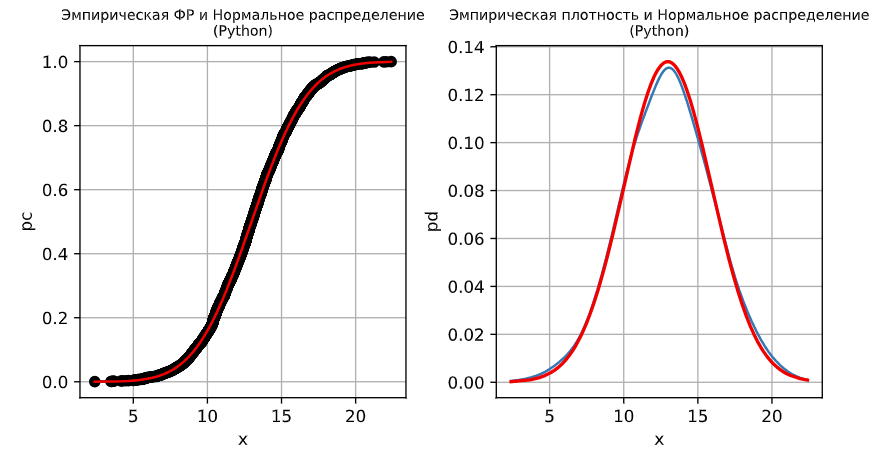 Эмпирическая ФР и Нормальное распределение
(Python)
1.0
0.8
0.6
0.4
0.2
0.0
pc
5
10
15
20
x
Эмпирическая плотность и Нормальное распределение
(Python)
0.14
0.12
0.10
0.08
0.06
0.04
0.02
0.00
pd
5
10
15
20
x